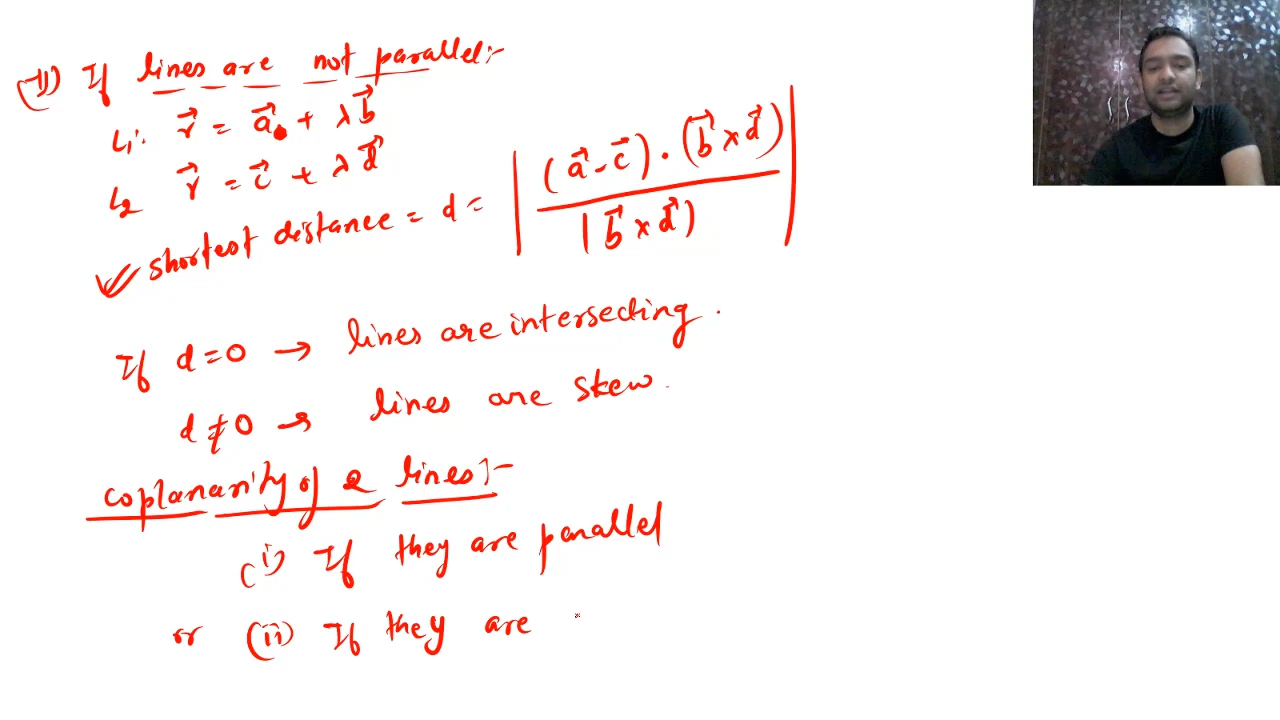 (II) If lines are not parallel:-
L₁: r⃗ = a⃗ + λb⃗
L₂ r⃗ = c⃗ + λd⃗
shortest distance = d = | (a⃗ - c⃗) · (b⃗ × d⃗) / |b⃗ × d⃗| |
If d=0 → lines are intersecting.
d≠0 → lines are skew.
coplanarity of 2 lines:-
(i) If they are parallel
or (ii) If they are